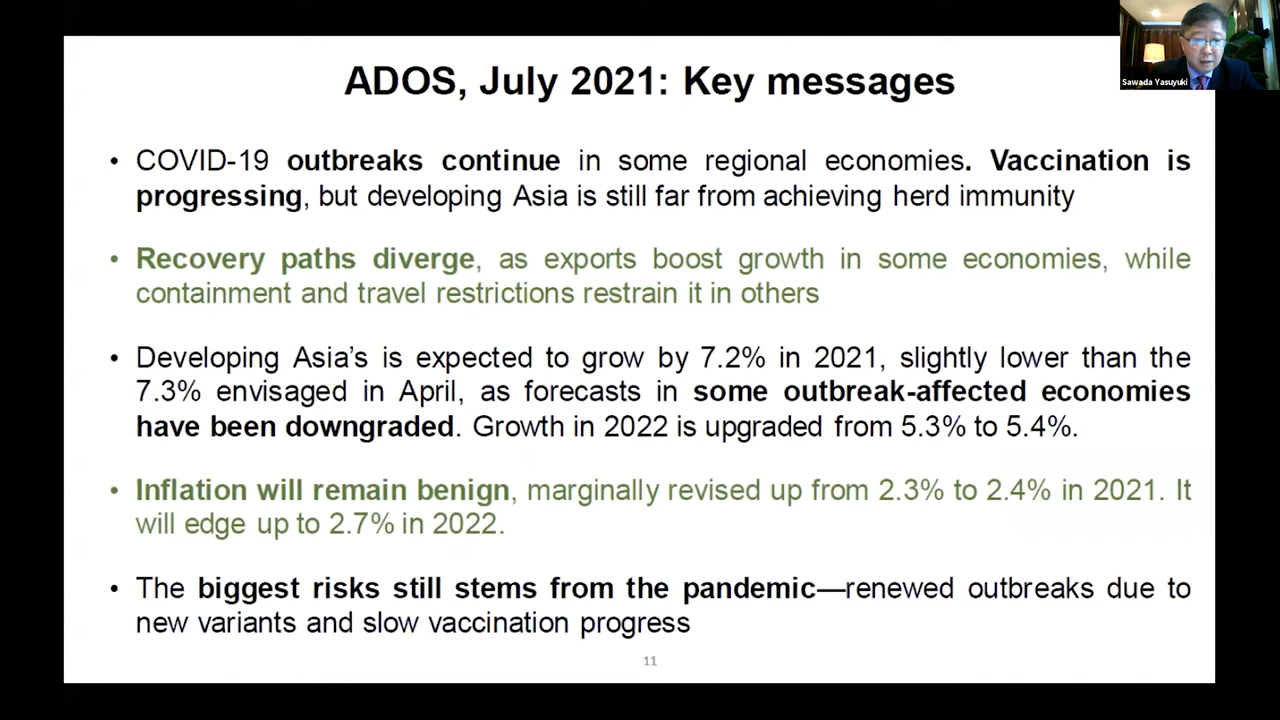 ADOS, July 2021: Key messages
Sawada Yasuyuki
• COVID-19 outbreaks continue in some regional economies. Vaccination is
progressing, but developing Asia is still far from achieving herd immunity
• Recovery paths diverge, as exports boost growth in some economies, while
containment and travel restrictions restrain it in others
• Developing Asia’s is expected to grow by 7.2% in 2021, slightly lower than the
7.3% envisaged in April, as forecasts in some outbreak-affected economies
have been downgraded. Growth in 2022 is upgraded from 5.3% to 5.4%.
• Inflation will remain benign, marginally revised up from 2.3% to 2.4% in 2021. It
will edge up to 2.7% in 2022.
• The biggest risks still stems from the pandemic—renewed outbreaks due to
new variants and slow vaccination progress
11